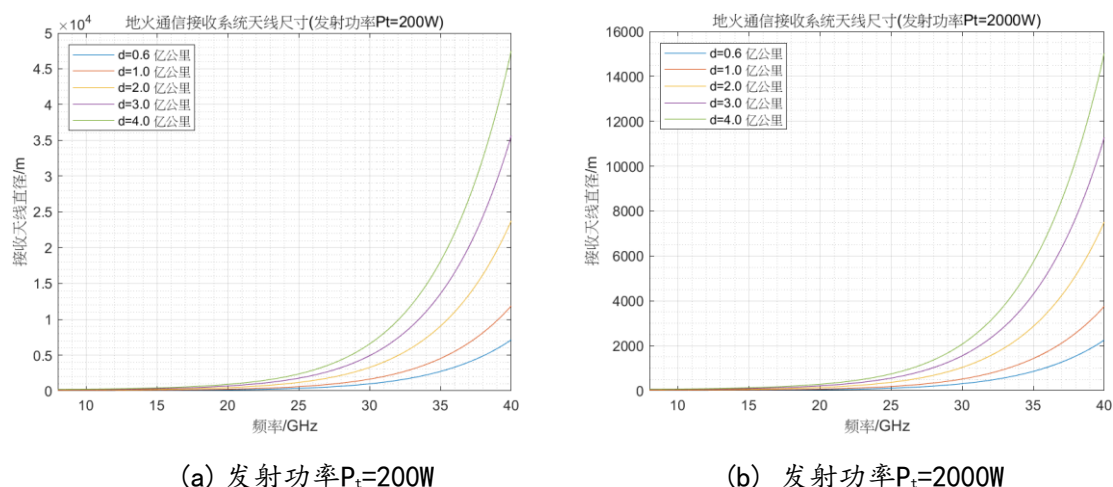 地火通信接收系统天线尺寸(发射功率Pt=200W)
×10⁴
5
4.5
4
3.5
3
2.5
2
1.5
1
0.5
0
接收天线直径/m
d=0.6 亿公里
d=1.0 亿公里
d=2.0 亿公里
d=3.0 亿公里
d=4.0 亿公里
10 15 20 25 30 35 40
频率/GHz
(a) 发射功率Pₜ=200W
地火通信接收系统天线尺寸(发射功率Pt=2000W)
16000
14000
12000
10000
8000
6000
4000
2000
0
接收天线直径/m
d=0.6 亿公里
d=1.0 亿公里
d=2.0 亿公里
d=3.0 亿公里
d=4.0 亿公里
10 15 20 25 30 35 40
频率/GHz
(b) 发射功率Pₜ=2000W